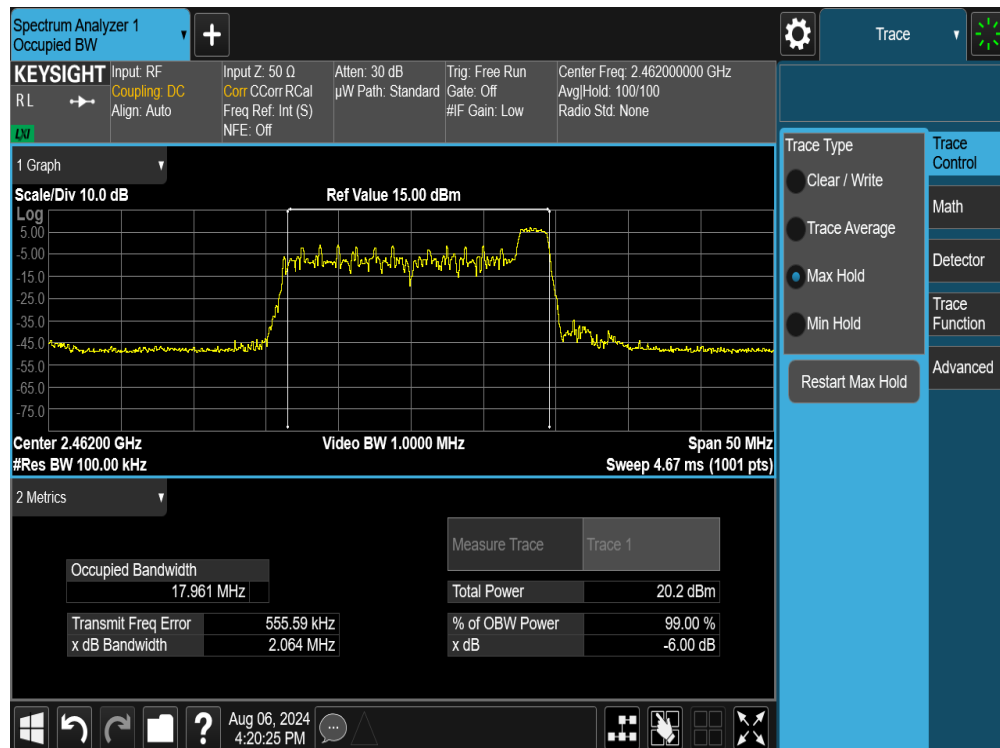 Spectrum Analyzer 1
Occupied BW
Trace
KEYSIGHT
RL
LXI
Input: RF
Coupling: DC
Align: Auto
Input Z: 50 Ω
Corr CCorr RCal
Freq Ref: Int (S)
NFE: Off
Atten: 30 dB
µW Path: Standard
Trig: Free Run
Gate: Off
#IF Gain: Low
Center Freq: 2.462000000 GHz
Avg|Hold: 100/100
Radio Std: None
1 Graph
Scale/Div 10.0 dB
Ref Value 15.00 dBm
Log
5.00
-5.00
-15.0
-25.0
-35.0
-45.0
-55.0
-65.0
-75.0
Center 2.46200 GHz
Video BW 1.0000 MHz
Span 50 MHz
#Res BW 100.00 kHz
Sweep 4.67 ms (1001 pts)
2 Metrics
Measure Trace Trace 1
Occupied Bandwidth
17.961 MHz
Total Power 20.2 dBm
Transmit Freq Error 555.59 kHz
% of OBW Power 99.00 %
x dB Bandwidth 2.064 MHz
x dB -6.00 dB
Trace Type
Clear / Write
Trace Average
Max Hold
Min Hold
Restart Max Hold
Trace
Control
Math
Detector
Trace
Function
Advanced
?
Aug 06, 2024
4:20:25 PM